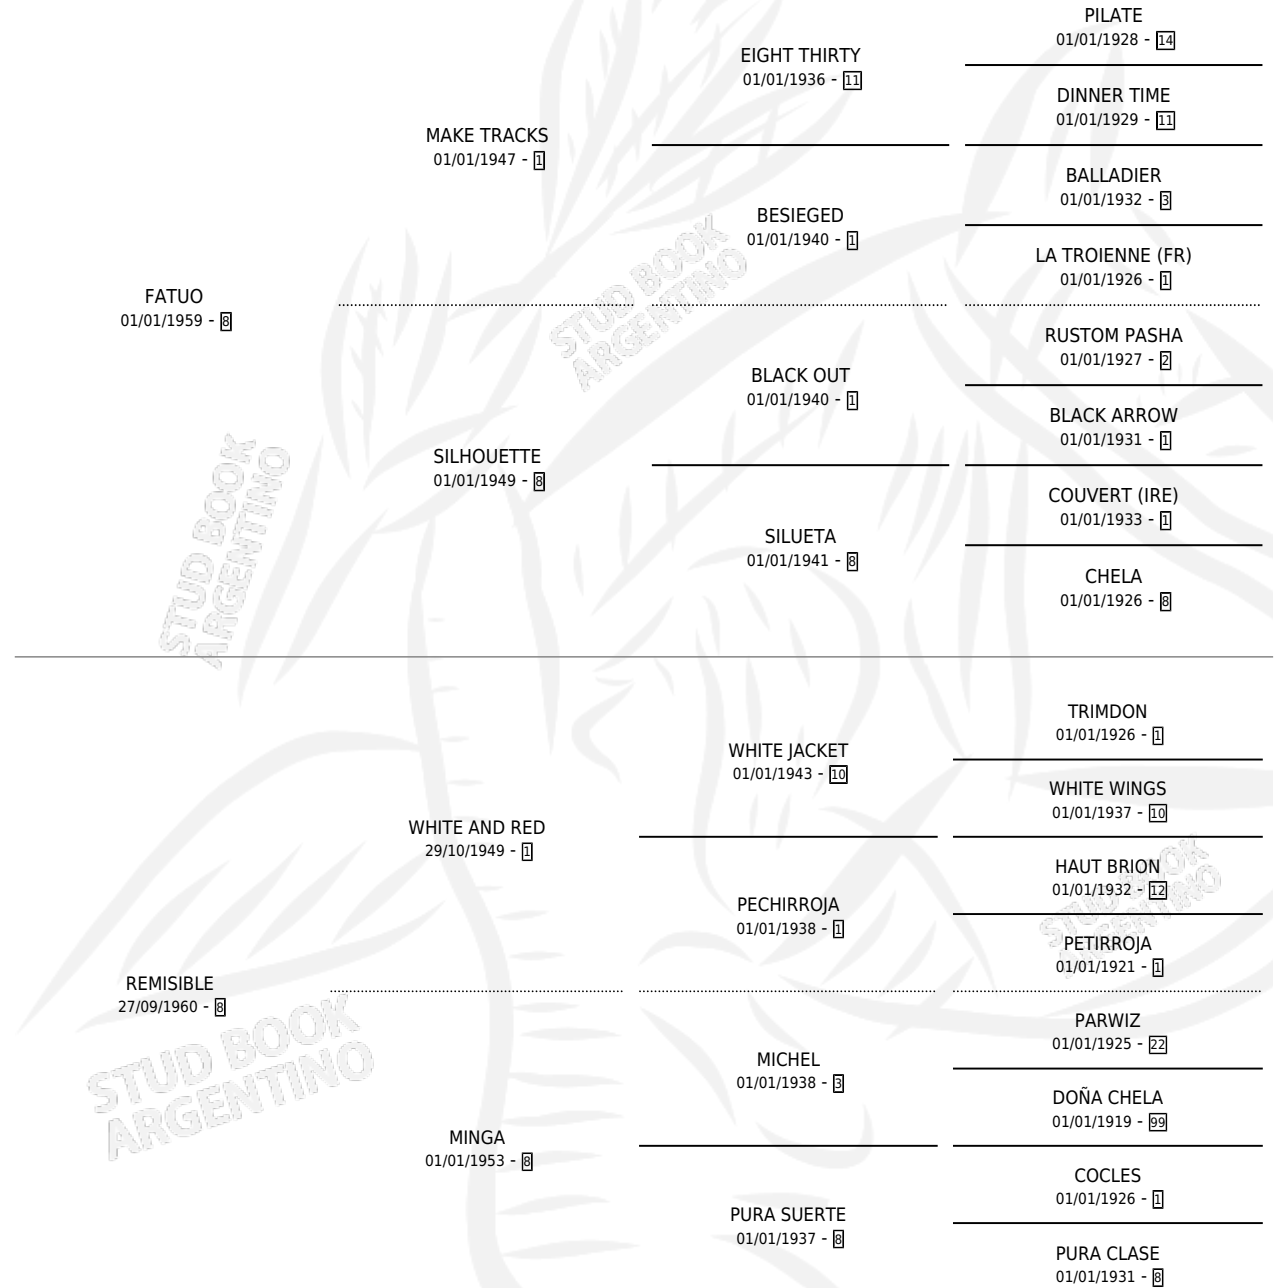 PILATE
01/01/1928 - 14
EIGHT THIRTY
01/01/1936 - 11
DINNER TIME
01/01/1929 - 11
MAKE TRACKS
01/01/1947 - 1
BALLADIER
01/01/1932 - 3
BESIEGED
01/01/1940 - 1
LA TROIENNE (FR)
01/01/1926 - 1
FATUO
01/01/1959 - 8
STUD BOOK
ARGENTINO
RUSTOM PASHA
01/01/1927 - 2
BLACK OUT
01/01/1940 - 1
BLACK ARROW
01/01/1931 - 1
SILHOUETTE
01/01/1949 - 8
COUVERT (IRE)
01/01/1933 - 1
SILUETA
01/01/1941 - 8
CHELA
01/01/1926 - 8
STUD BOOK
ARGENTINO
TRIMDON
01/01/1926 - 1
WHITE JACKET
01/01/1943 - 10
WHITE WINGS
01/01/1937 - 10
WHITE AND RED
29/10/1949 - 1
HAUT BRION
01/01/1932 - 12
PECHIRROJA
01/01/1938 - 1
PETIRROJA
01/01/1921 - 1
STUD BOOK
ARGENTINO
REMISIBLE
27/09/1960 - 8
PARWIZ
01/01/1925 - 22
MICHEL
01/01/1938 - 3
DOÑA CHELA
01/01/1919 - 99
STUD BOOK
ARGENTINO
MINGA
01/01/1953 - 8
COCLES
01/01/1926 - 1
PURA SUERTE
01/01/1937 - 8
PURA CLASE
01/01/1931 - 8